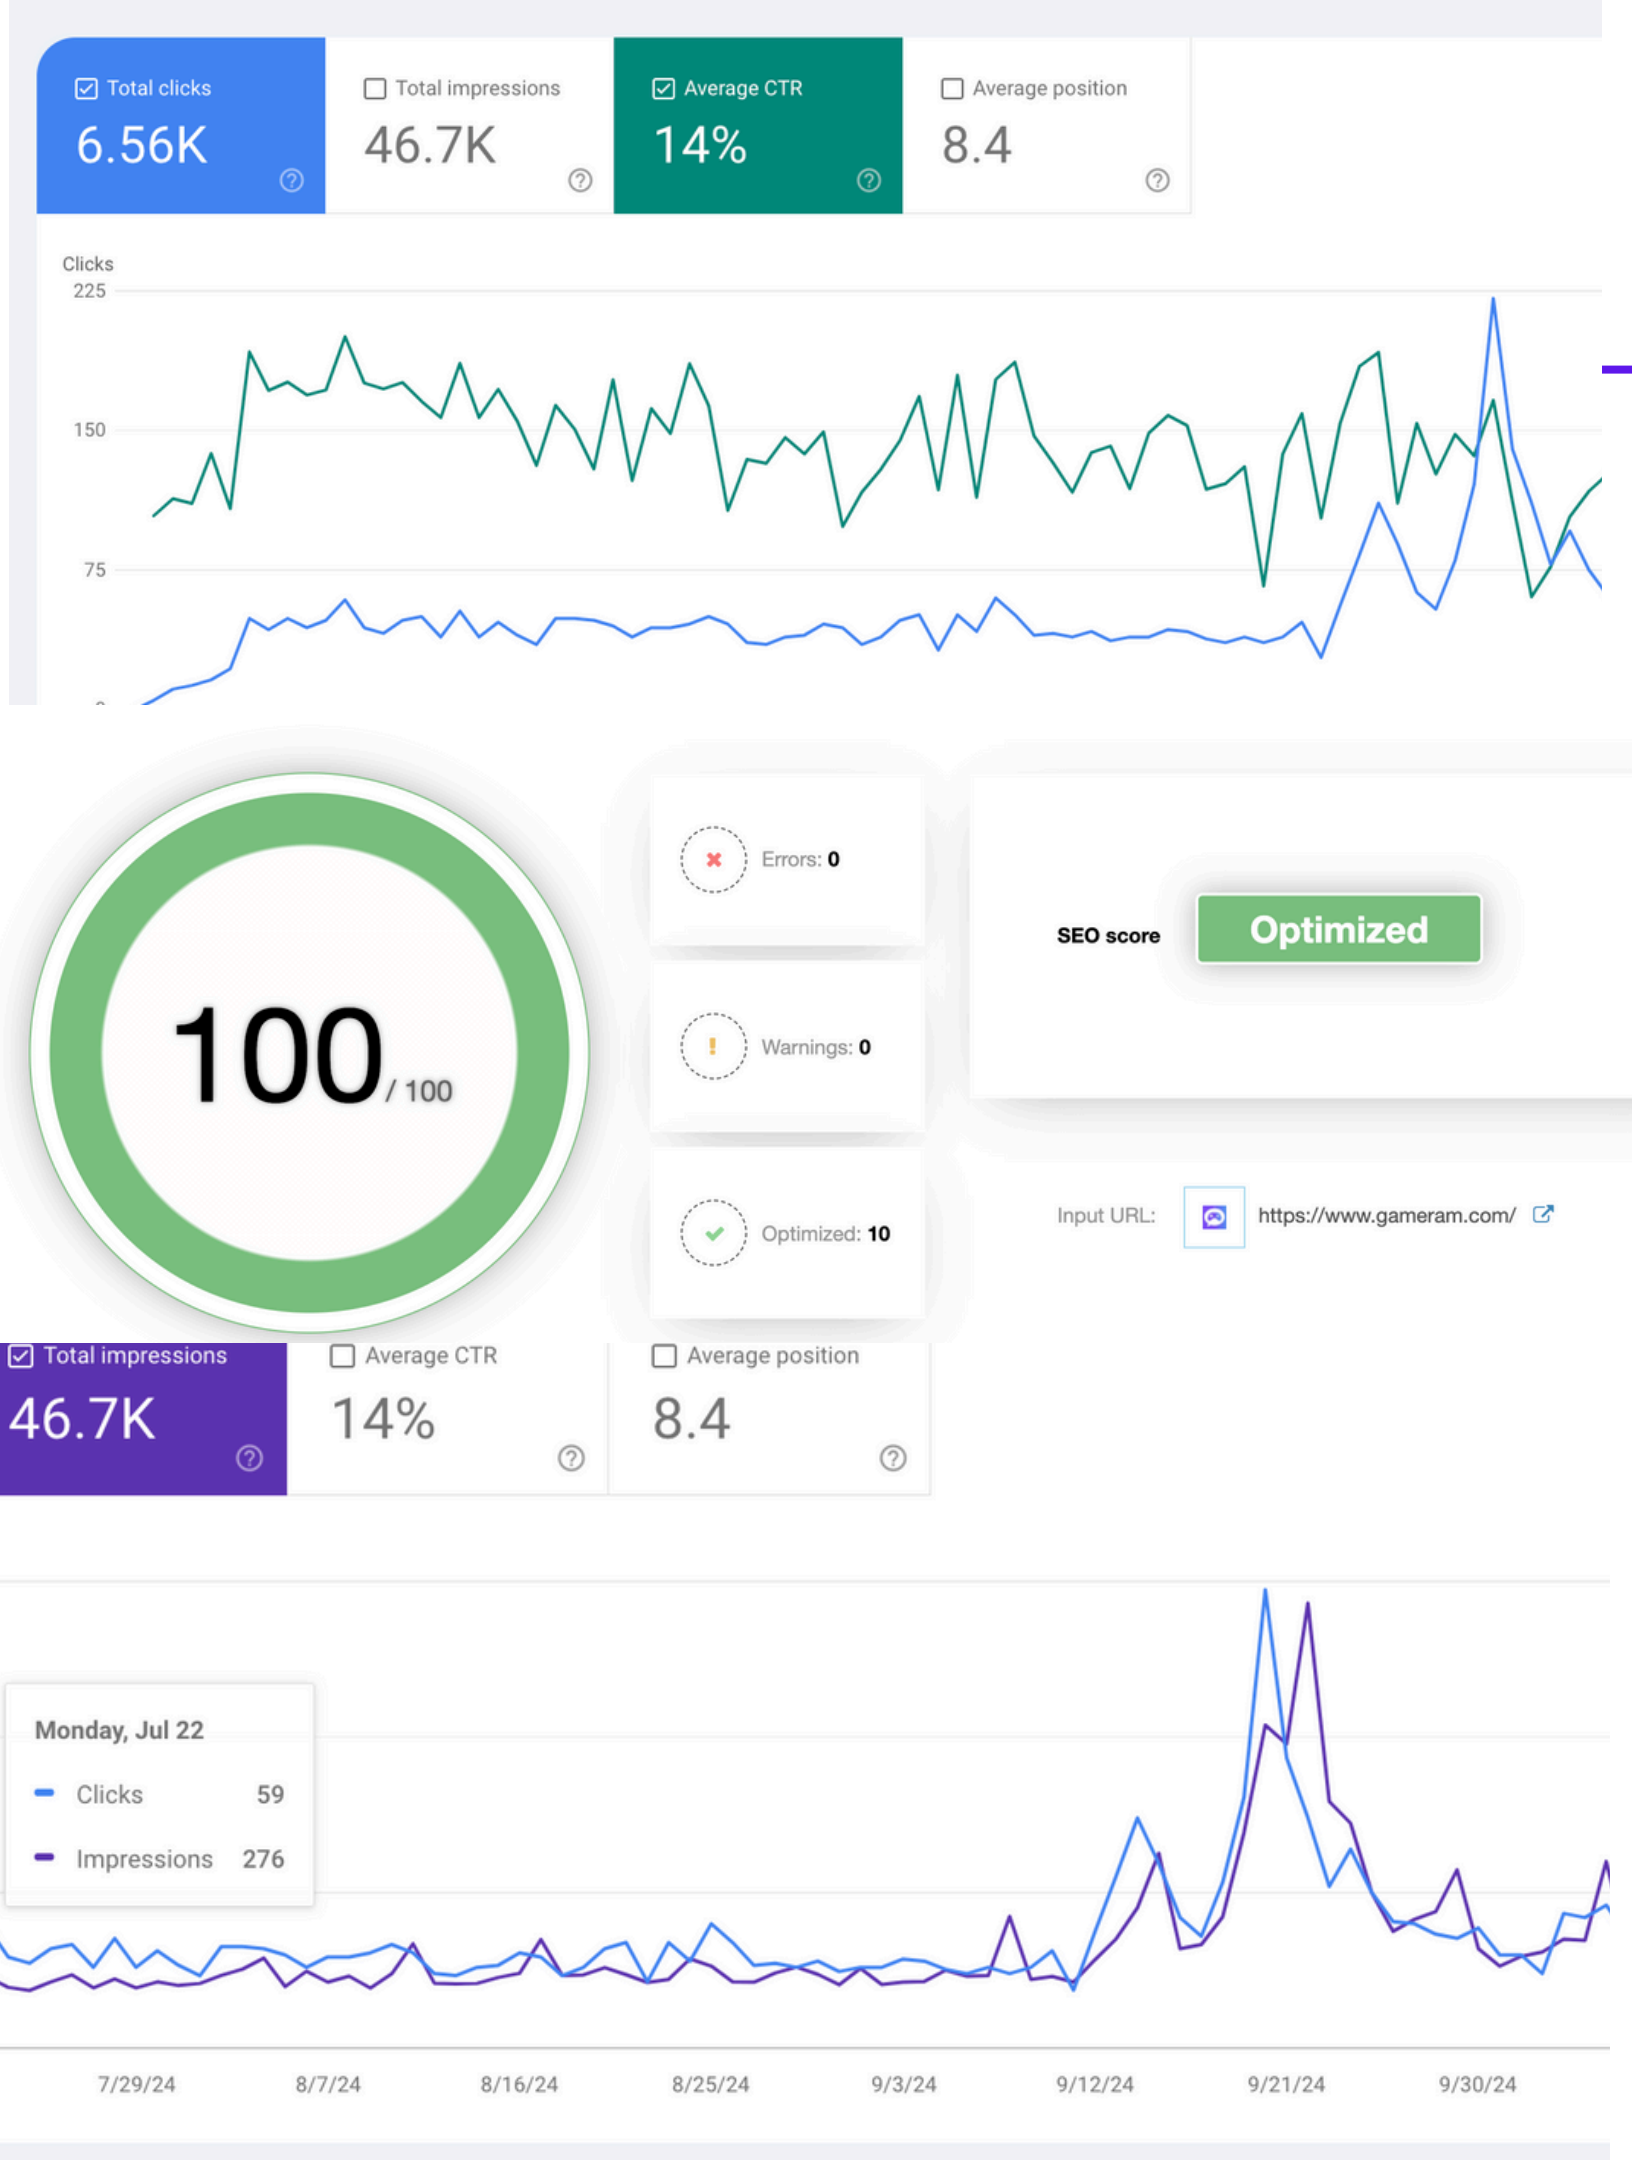 Total clicks Total impressions Average CTR Average position
6.56K 46.7K 14% 8.4
Clicks
225
150
75
Errors: 0
Warnings: 0
Optimized: 10
100 / 100
SEO score Optimized
Input URL: https://www.gameram.com/
Total impressions Average CTR Average position
46.7K 14% 8.4
Monday, Jul 22
Clicks 59
Impressions 276
7/29/24 8/7/24 8/16/24 8/25/24 9/3/24 9/12/24 9/21/24 9/30/24